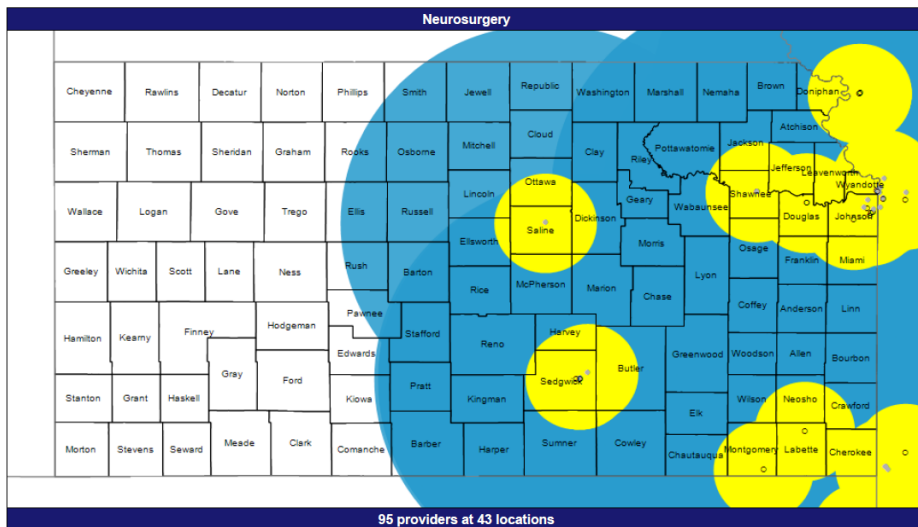 Neurosurgery
Cheyenne Rawlins Decatur Norton Phillips Smith Jewell Republic Washington Marshall Nemaha Brown Doniphan
Atchison
Sherman Thomas Sheridan Graham Rooks Osborne Mitchell Cloud Clay Riley Pottawatomie Jackson Jefferson Leavenworth
Wyandotte
Wallace Logan Gove Trego Ellis Russell Lincoln Ottawa Geary Wabaunsee Shawnee
Saline Dickinson Douglas Johnson
Greeley Wichita Scott Lane Ness Rush Barton Ellsworth Morris Osage Franklin Miami
Rice McPherson Marion Chase Lyon
Hamilton Kearny Finney Hodgeman Pawnee Stafford Coffey Anderson Linn
Edwards Reno Harvey
Gray Ford Sedgwick Butler Greenwood Woodson Allen Bourbon
Stanton Grant Haskell Kiowa Pratt Kingman Elk Wilson Neosho Crawford
Morton Stevens Seward Meade Clark Comanche Barber Harper Sumner Cowley Chautauqua Montgomery Labette Cherokee
95 providers at 43 locations